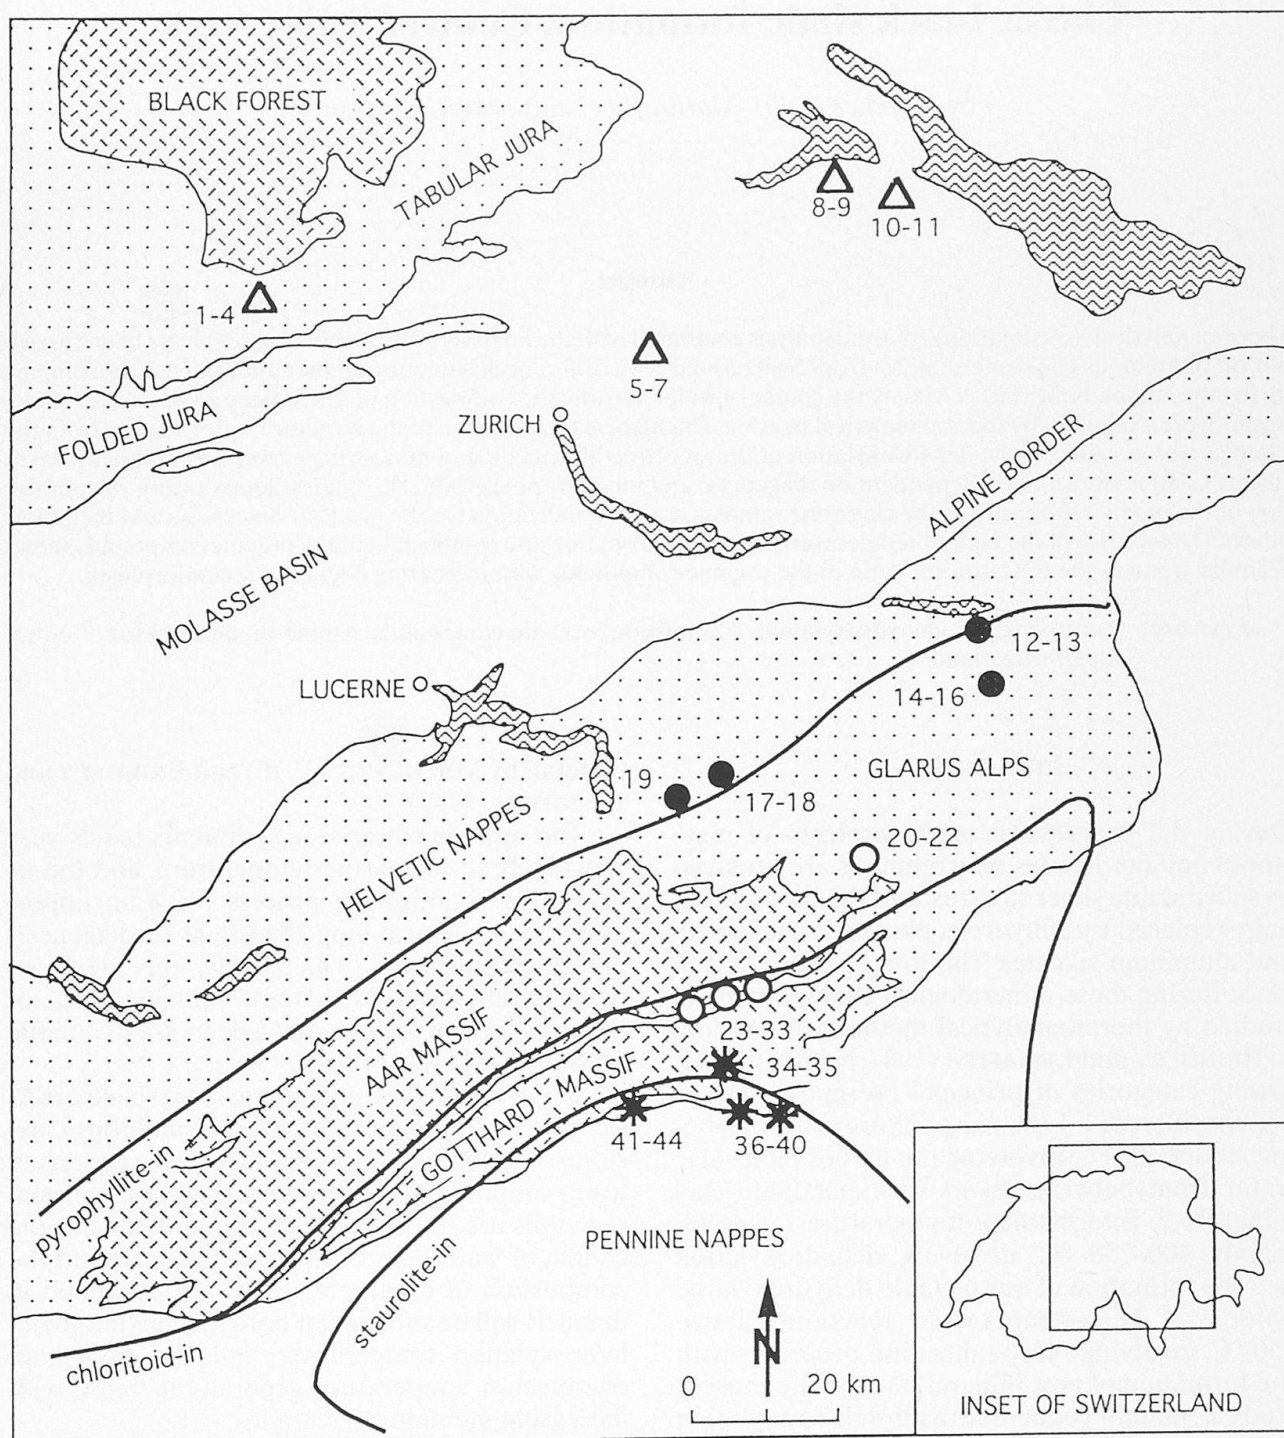 BLACK FOREST
TABULAR JURA
8-9
10-11
1-4
5-7
ZURICH
FOLDED JURA
ALPINE BORDER
MOLASSE BASIN
12-13
LUCERNE
14-16
19
17-18
GLARUS ALPS
20-22
HELVETIC NAPPES
AAR MASSIF
23-33
34-35
GOTTHARD MASSIF
41-44
36-40
pyrophyllite-in
PENNINE NAPPES
staurolite-in
chloritoid-in
N
0 20 km
INSET OF SWITZERLAND